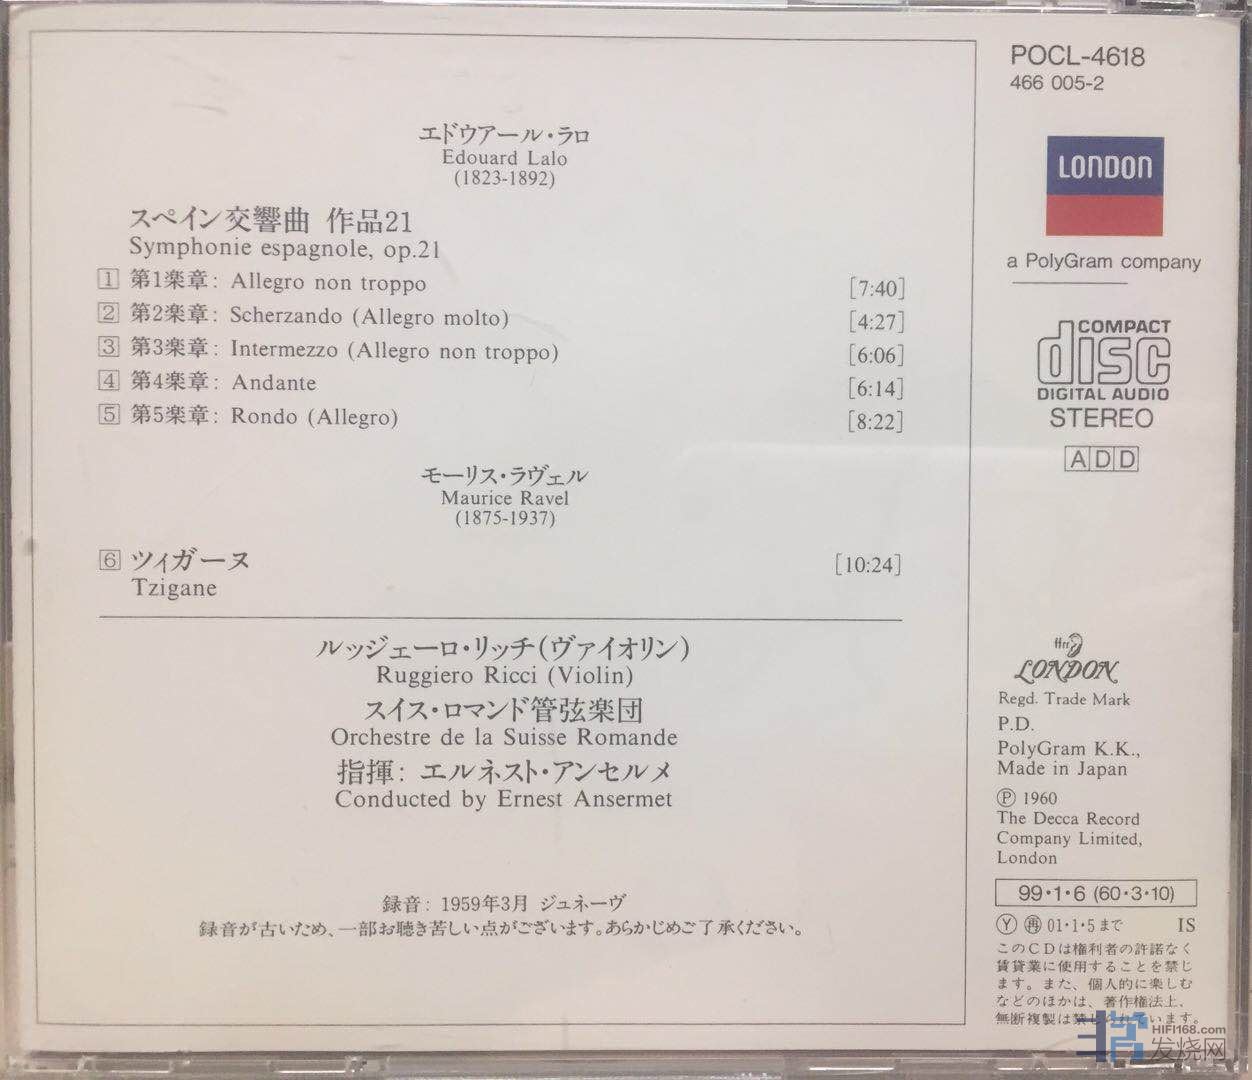 エドウアール・ラロ
Edouard Lalo
(1823-1892)
スペイン交響曲 作品21
Symphonie espagnole, op.21
1 第1楽章: Allegro non troppo [7:40]
2 第2楽章: Scherzando (Allegro molto) [4:27]
3 第3楽章: Intermezzo (Allegro non troppo) [6:06]
4 第4楽章: Andante [6:14]
5 第5楽章: Rondo (Allegro) [8:22]
モーリス・ラヴェル
Maurice Ravel
(1875-1937)
6 ツィガーヌ [10:24]
Tzigane
ルッジェーロ・リッチ(ヴァイオリン)
Ruggiero Ricci (Violin)
スイス・ロマンド管弦楽団
Orchestre de la Suisse Romande
指揮: エルネスト・アンセルメ
Conducted by Ernest Ansermet
録音: 1959年3月 ジュネーヴ
録音が古いため、一部お聴き苦しい点がございます。あらかじめご了承ください。
POCL-4618
466 005-2
LONDON
a PolyGram company
COMPACT
disc
DIGITAL AUDIO
STEREO
ADD
ffrr
LONDON
Regd. Trade Mark
P.D.
PolyGram K.K.,
Made in Japan
Ⓟ 1960
The Decca Record
Company Limited,
London
99・1・6 (60・3・10)
Ⓨ 再 01・1・5まで IS
このCDは権利者の許諾なく
賃貸業に使用することを禁じ
ます。また、個人的に楽しむ
などのほかは、著作権法上、
無断複製は禁じられています。
HIFI168.com
发烧网